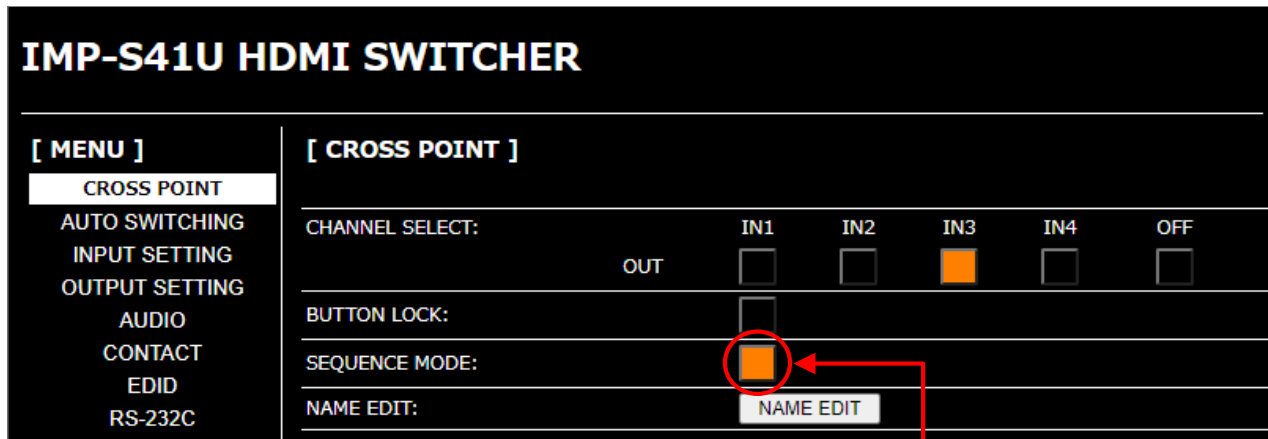 IMP-S41U HDMI SWITCHER
[ MENU ]
CROSS POINT
AUTO SWITCHING
INPUT SETTING
OUTPUT SETTING
AUDIO
CONTACT
EDID
RS-232C
[ CROSS POINT ]
CHANNEL SELECT: IN1 IN2 IN3 IN4 OFF
OUT
BUTTON LOCK:
SEQUENCE MODE:
NAME EDIT: NAME EDIT